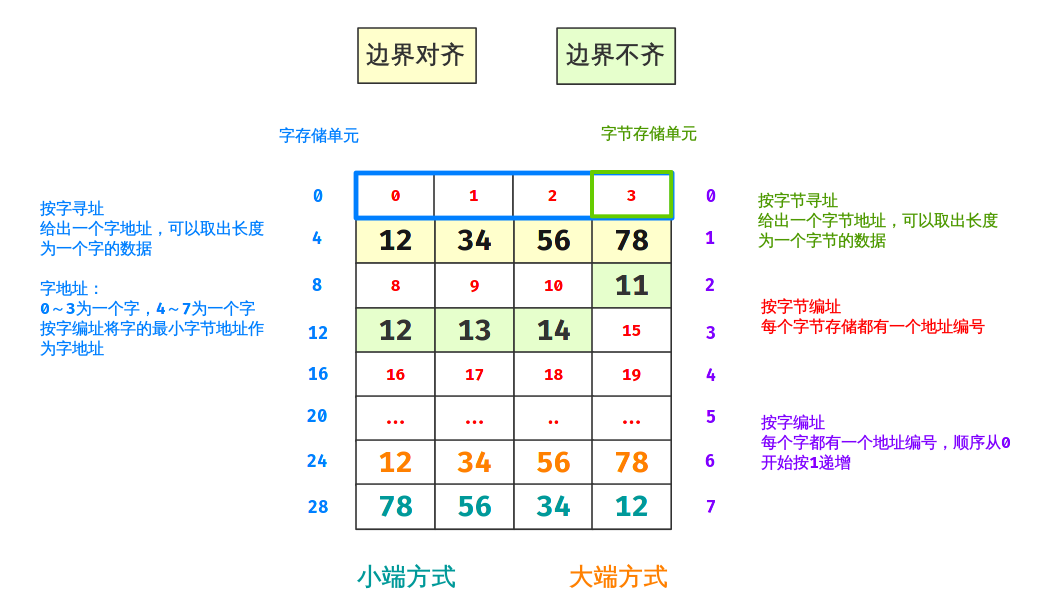 边界对齐 边界不齐
字存储单元 字节存储单元
0 0 1 2 3 0
4 12 34 56 78 1
8 8 9 10 11 2
12 12 13 14 15 3
16 16 17 18 19 4
20 ... ... .. ... 5
24 12 34 56 78 6
28 78 56 34 12 7
按字寻址
给出一个字地址，可以取出长度
为一个字的数据
字地址：
0～3为一个字，4～7为一个字
按字编址将字的最小字节地址作
为字地址
按字节寻址
给出一个字节地址，可以取出长度
为一个字节的数据
按字节编址
每个字节存储都有一个地址编号
按字编址
每个字都有一个地址编号，顺序从0
开始按1递增
小端方式 大端方式